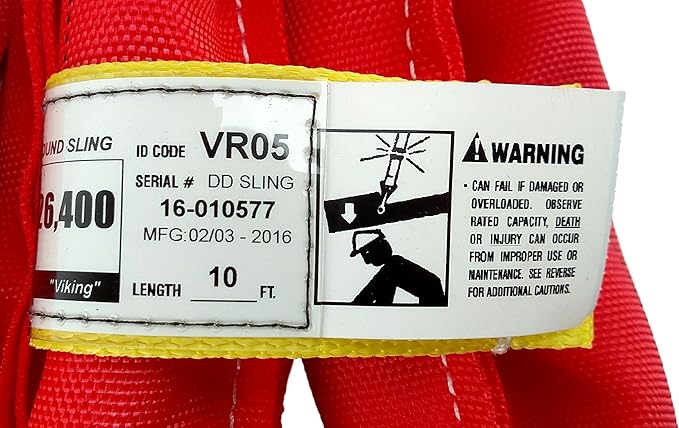 OUND SLING
26,400
"Viking"
ID CODE VR05
SERIAL # DD SLING
16-010577
MFG:02/03 - 2016
LENGTH 10 FT.
WARNING
· CAN FAIL IF DAMAGED OR
OVERLOADED. OBSERVE
RATED CAPACITY, DEATH
OR INJURY CAN OCCUR
FROM IMPROPER USE OR
MAINTENANCE. SEE REVERSE
FOR ADDITIONAL CAUTIONS.